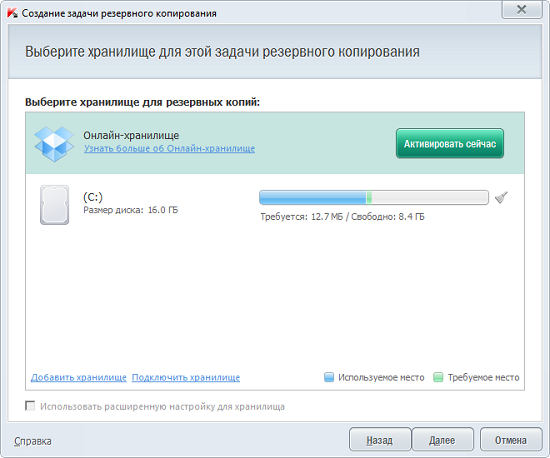 Создание задачи резервного копирования
Выберите хранилище для этой задачи резервного копирования
Выберите хранилище для резервных копий:
Онлайн-хранилище
Узнать больше об Онлайн-хранилище
Активировать сейчас
(C:)
Размер диска: 16.0 ГБ
Требуется: 12.7 МБ / Свободно: 8.4 ГБ
Добавить хранилище Подключить хранилище
Используемое место Требуемое место
Использовать расширенную настройку для хранилища
Справка
Назад Далее Отмена